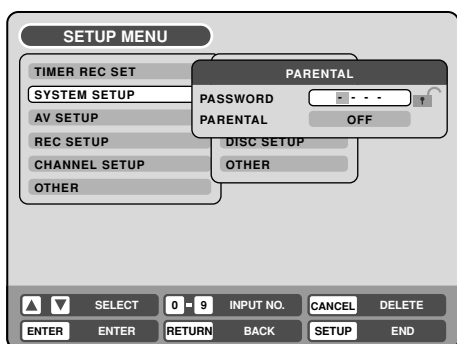 SETUP MENU
TIMER REC SET
SYSTEM SETUP
AV SETUP
REC SETUP
CHANNEL SETUP
OTHER
PARENTAL
PASSWORD - - - -
PARENTAL OFF
DISC SETUP
OTHER
SELECT 0 - 9 INPUT NO. CANCEL DELETE
ENTER ENTER RETURN BACK SETUP END